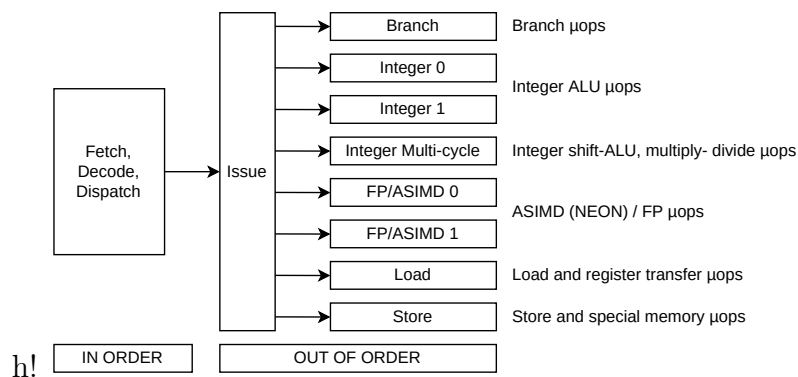 Branch
Branch µops
Integer 0
Integer ALU µops
Integer 1
Fetch,
Decode,
Dispatch
Issue
Integer Multi-cycle
Integer shift-ALU, multiply- divide µops
FP/ASIMD 0
ASIMD (NEON) / FP µops
FP/ASIMD 1
Load
Load and register transfer µops
Store
Store and special memory µops
h!
IN ORDER
OUT OF ORDER